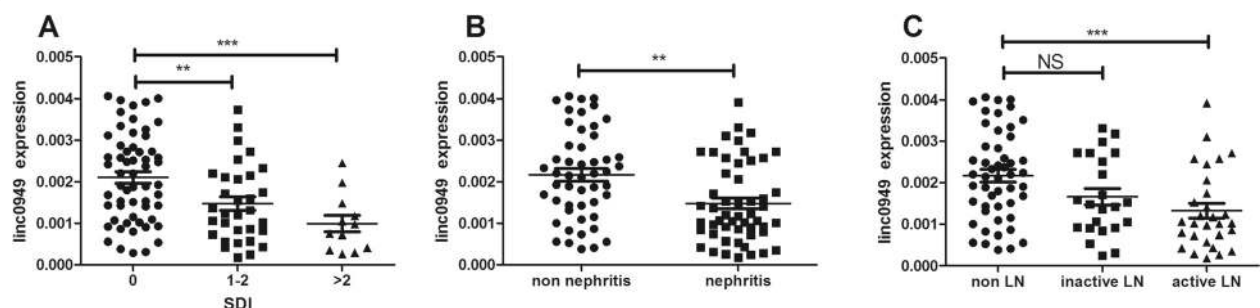 A
***
**
linc0949 expression
0.005
0.004
0.003
0.002
0.001
0.000
0
1-2
>2
SDI
B
**
linc0949 expression
0.005
0.004
0.003
0.002
0.001
0.000
non nephritis
nephritis
C
***
NS
linc0949 expression
0.005
0.004
0.003
0.002
0.001
0.000
non LN
inactive LN
active LN